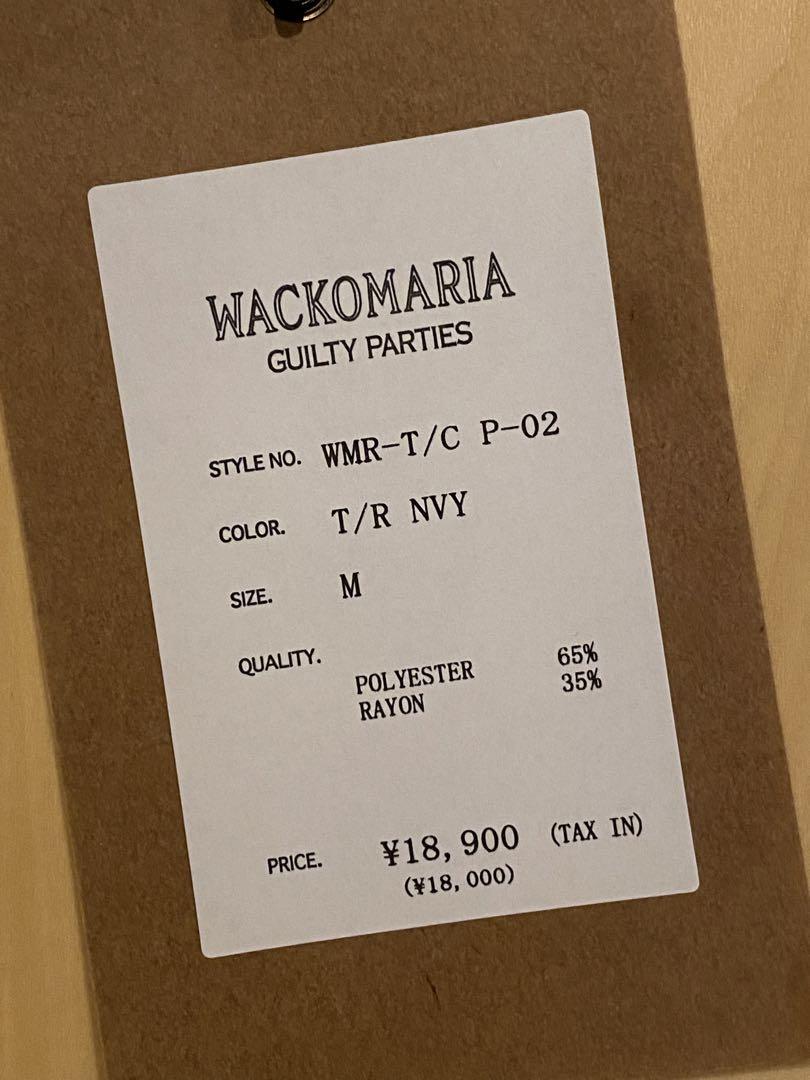 WACKOMARIA
GUILTY PARTIES
STYLE NO. WMR-T/C P-02
COLOR. T/R NVY
SIZE. M
QUALITY.
POLYESTER 65%
RAYON 35%
PRICE. ¥18,900 (TAX IN)
(¥18,000)